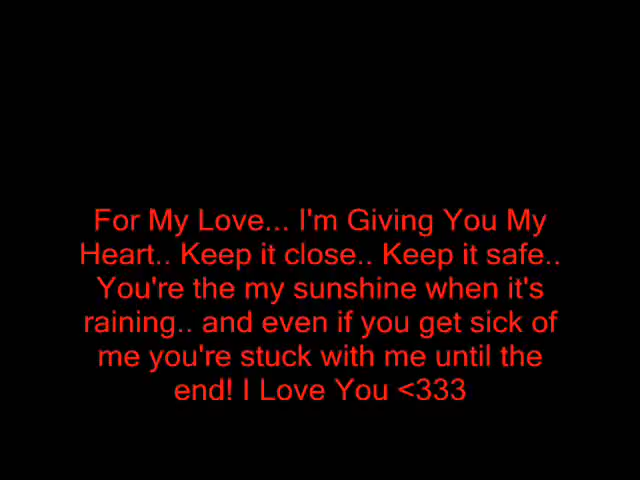 For My Love... I'm Giving You My
Heart.. Keep it close.. Keep it safe..
You're the my sunshine when it's
raining.. and even if you get sick of
me you're stuck with me until the
end! I Love You <333